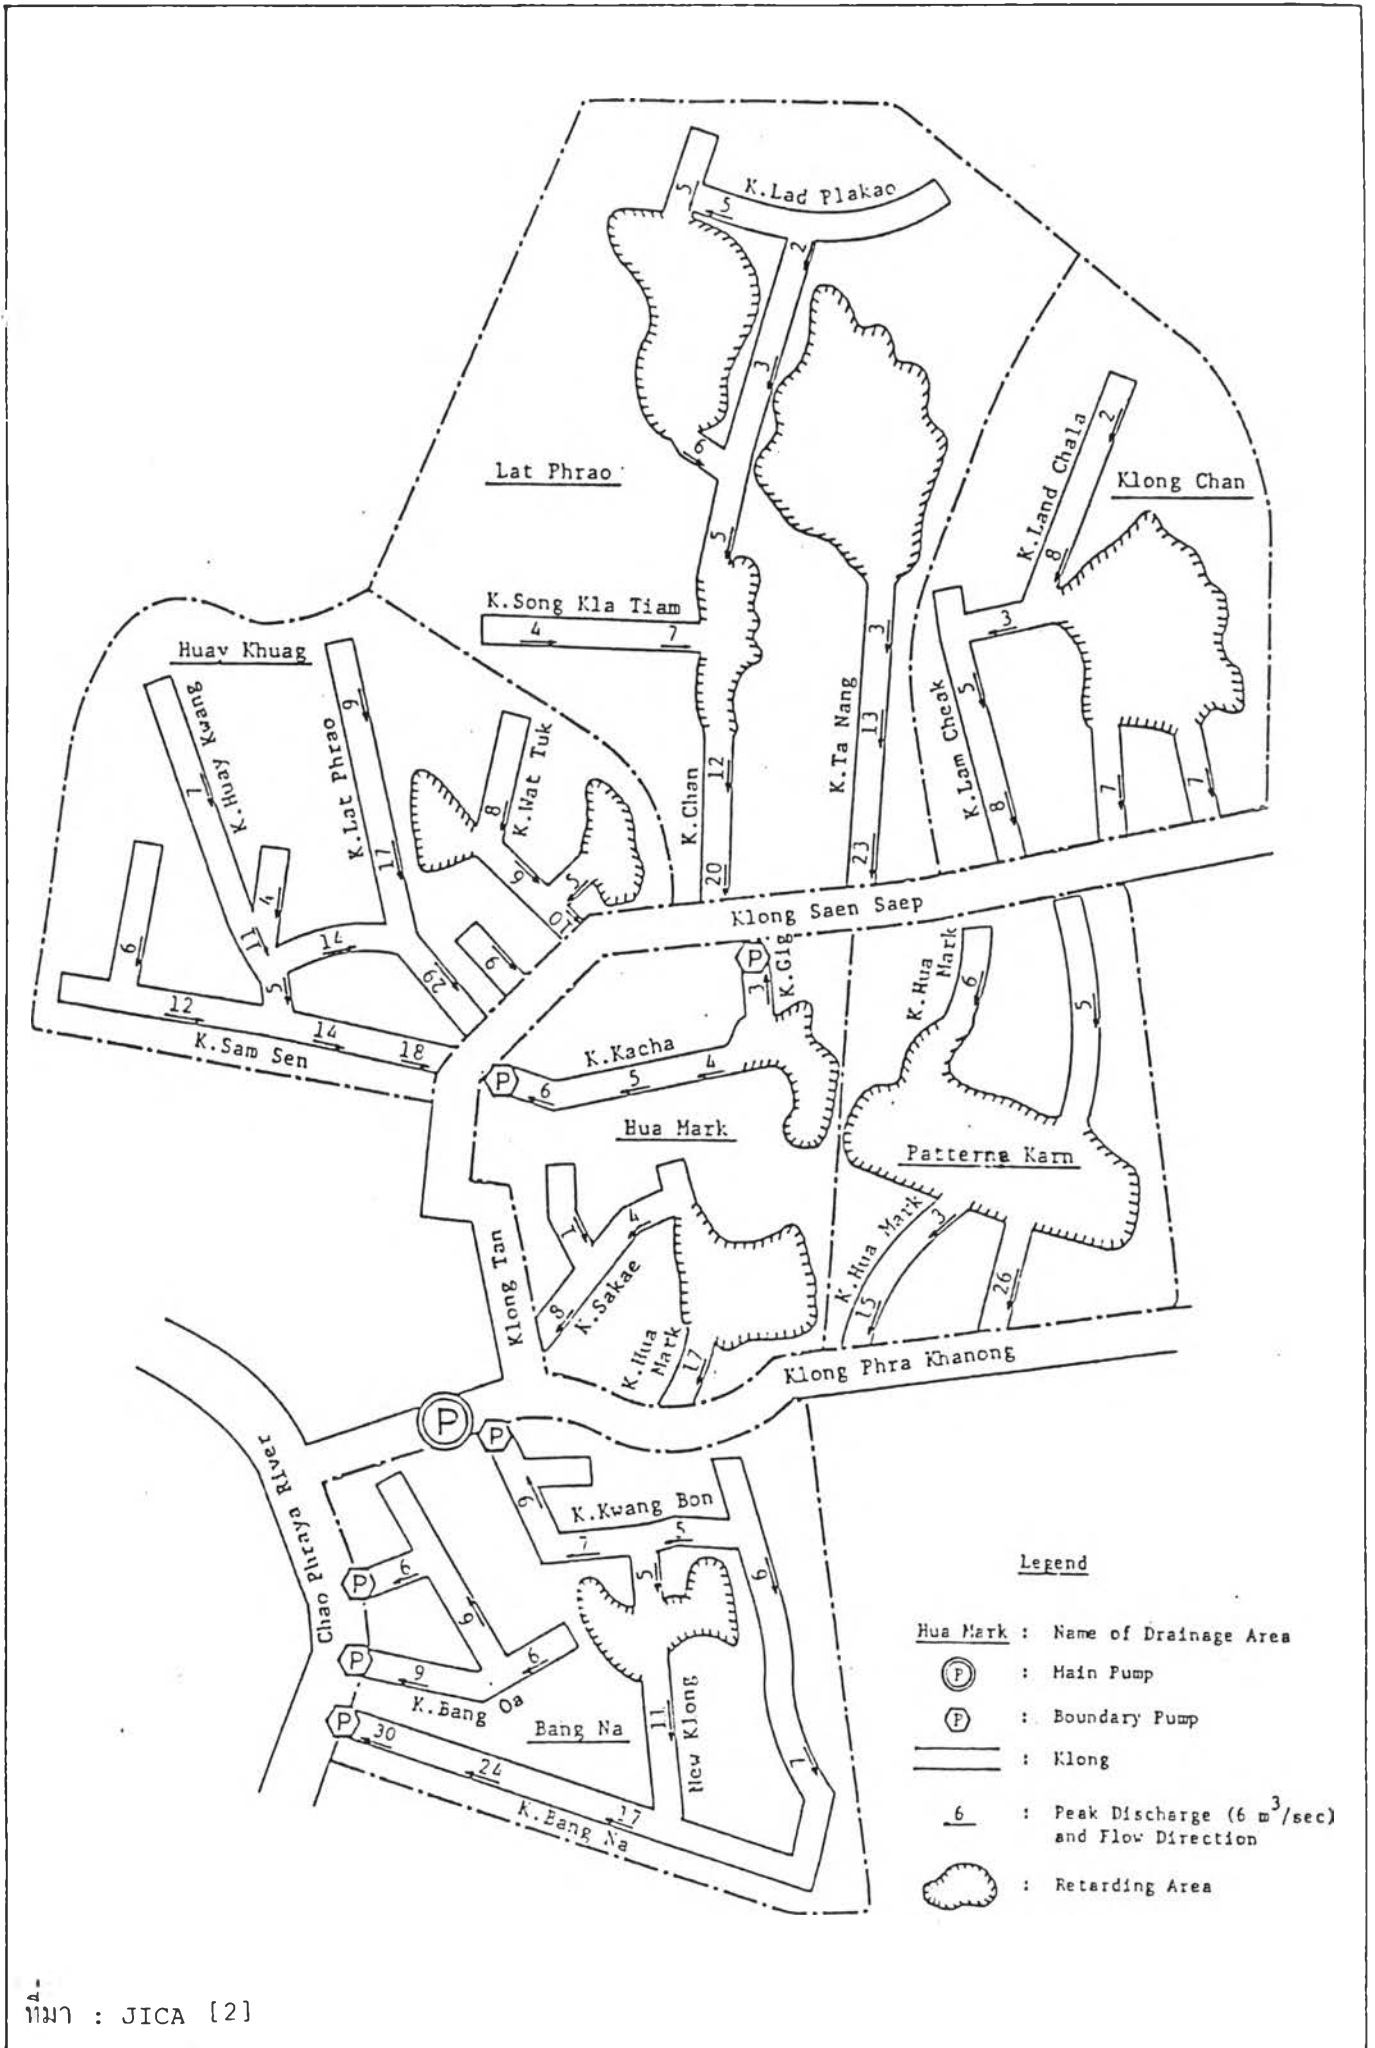 K.Lad Plakao
5
5
2
3
6
5
Lat Phrao
K.Song Kla Tiam
4
7
12
20
K.Chan
K.Ta Nang
3
13
23
K.Land Chala
2
8
Klong Chan
3
5
8
K.Lam Cheak
7
7
Huay Khuag
K.Huay Kwang
7
K.Lat Phrao
9
17
K.Wat Tuk
8
6
5
10
4
11
14
29
6
6
5
12
14
18
K.Sam Sen
Klong Saen Saep
K.Gig
3
K.Kacha
4
5
6
P
P
Hua Mark
K.Hua
Mark
6
5
Patterna Karn
K.Hua Mark
3
15
26
1
4
8
K.Sakae
K.Hua
Mark
17
Klong Tan
Klong Phra Khanong
Chao Phraya River
P
P
9
K.Kwang Bon
7
5
5
6
7
P
6
6
P
9
6
K.Bang Oa
P
30
24
17
K.Bang Na
Bang Na
11
New Klong
Legend
Hua Mark : Name of Drainage Area
P : Main Pump
P : Boundary Pump
: Klong
6 : Peak Discharge (6 m³/sec)
and Flow Direction
: Retarding Area
ที่มา : JICA [2]